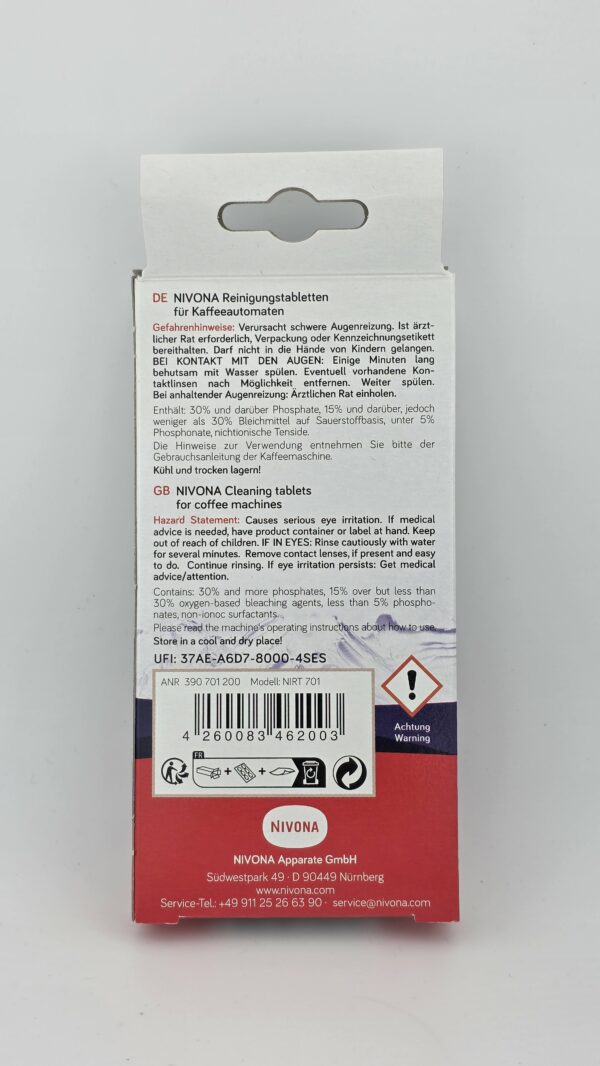 DE NIVONA Reinigungstabletten
für Kaffeeautomaten
Gefahrenhinweise: Verursacht schwere Augenreizung. Ist ärzt-
licher Rat erforderlich, Verpackung oder Kennzeichnungsetikett
bereithalten. Darf nicht in die Hände von Kindern gelangen.
BEI KONTAKT MIT DEN AUGEN: Einige Minuten lang
behutsam mit Wasser spülen. Eventuell vorhandene Kon-
taktlinsen nach Möglichkeit entfernen. Weiter spülen.
Bei anhaltender Augenreizung: Ärztlichen Rat einholen.
Enthält: 30% und darüber Phosphate, 15% und darüber, jedoch
weniger als 30% Bleichmittel auf Sauerstoffbasis, unter 5%
Phosphonate, nichtionische Tenside.
Die Hinweise zur Verwendung entnehmen Sie bitte der
Gebrauchsanleitung der Kaffeemaschine.
Kühl und trocken lagern!
GB NIVONA Cleaning tablets
for coffee machines
Hazard Statement: Causes serious eye irritation. If medical
advice is needed, have product container or label at hand. Keep
out of reach of children. IF IN EYES: Rinse cautiously with water
for several minutes. Remove contact lenses, if present and easy
to do. Continue rinsing. If eye irritation persists: Get medical
advice/attention.
Contains: 30% and more phosphates, 15% over but less than
30% oxygen-based bleaching agents, less than 5% phospho-
nates, non-ionoc surfactants.
Please read the machine's operating instructions about how to use.
Store in a cool and dry place!
UFI: 37AE-A6D7-8000-4SES
ANR 390 701 200 Modell: NIRT 701
4 260083 462003
Achtung
Warning
FR
NIVONA
NIVONA Apparate GmbH
Südwestpark 49 · D 90449 Nürnberg
www.nivona.com
Service-Tel.: +49 911 25 26 63 90 · service@nivona.com